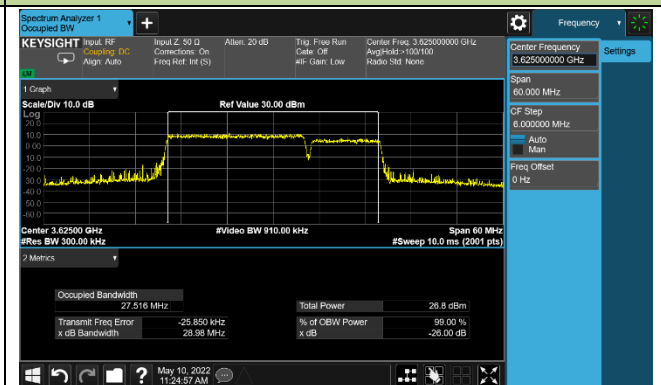 Spectrum Analyzer 1
Occupied BW
+
Frequency
KEYSIGHT
Input: RF
Coupling: DC
Align: Auto
Input Z: 50 Ω
Corrections: On
Freq Ref: Int (S)
Atten: 20 dB
Trig: Free Run
Gate: Off
#IF Gain: Low
Center Freq: 3.625000000 GHz
Avg|Hold:>100/100
Radio Std: None
Center Frequency
3.625000000 GHz
Settings
Span
60.000 MHz
CF Step
6.000000 MHz
Auto
Man
Freq Offset
0 Hz
1 Graph
Scale/Div 10.0 dB
Ref Value 30.00 dBm
Log
20.0
10.0
0.00
-10.0
-20.0
-30.0
-40.0
-50.0
-60.0
Center 3.62500 GHz
#Video BW 910.00 kHz
Span 60 MHz
#Res BW 300.00 kHz
#Sweep 10.0 ms (2001 pts)
2 Metrics
Occupied Bandwidth
27.516 MHz
Total Power
26.8 dBm
Transmit Freq Error
-25.850 kHz
% of OBW Power
99.00 %
x dB Bandwidth
28.98 MHz
x dB
-26.00 dB
?
May 10, 2022
11:24:57 AM